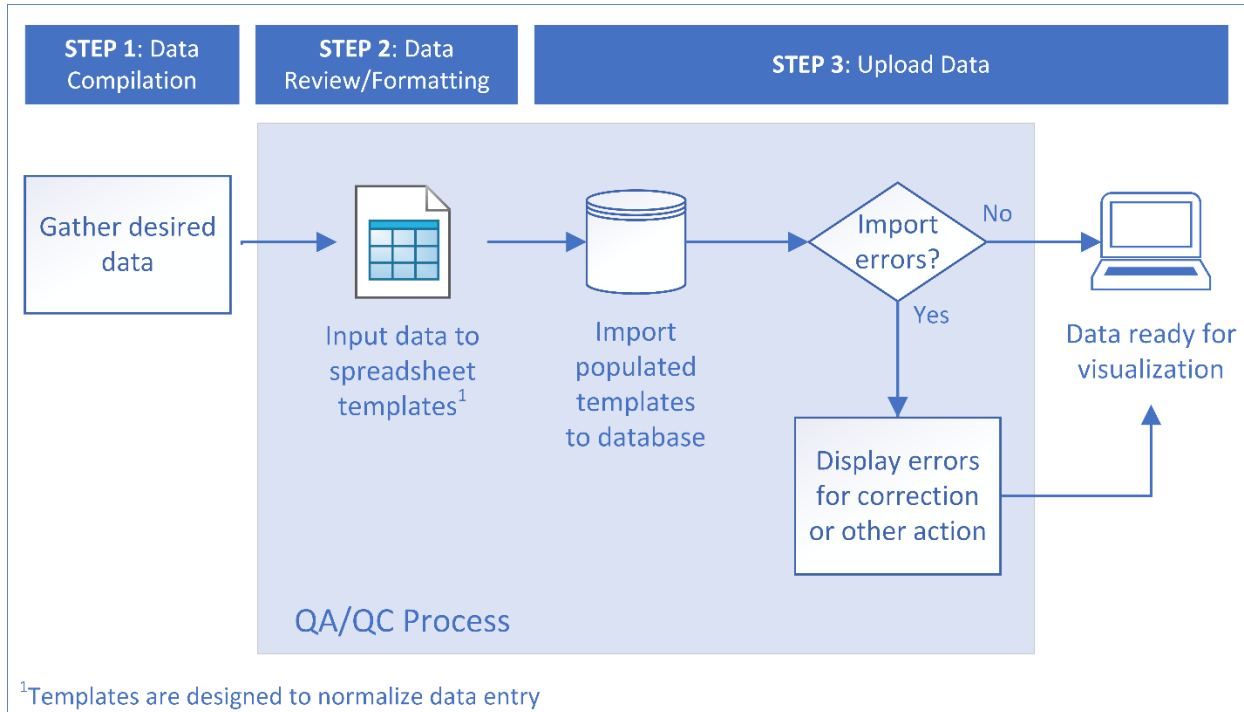 STEP 1: Data
Compilation
STEP 2: Data
Review/Formatting
STEP 3: Upload Data
Gather desired
data
Input data to
spreadsheet
templates¹
Import
populated
templates
to database
Import
errors?
No
Yes
Data ready for
visualization
Display errors
for correction
or other action
QA/QC Process
¹Templates are designed to normalize data entry